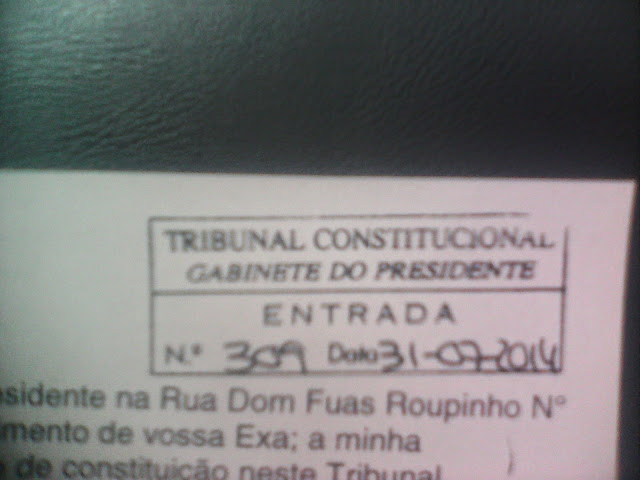 TRIBUNAL CONSTITUCIONAL
GABINETE DO PRESIDENTE
ENTRADA
N.º 309 Data 31-07-2014
sidente na Rua Dom Fuas Roupinho Nº
mento de vossa Exa; a minha
de constituição neste Tribunal